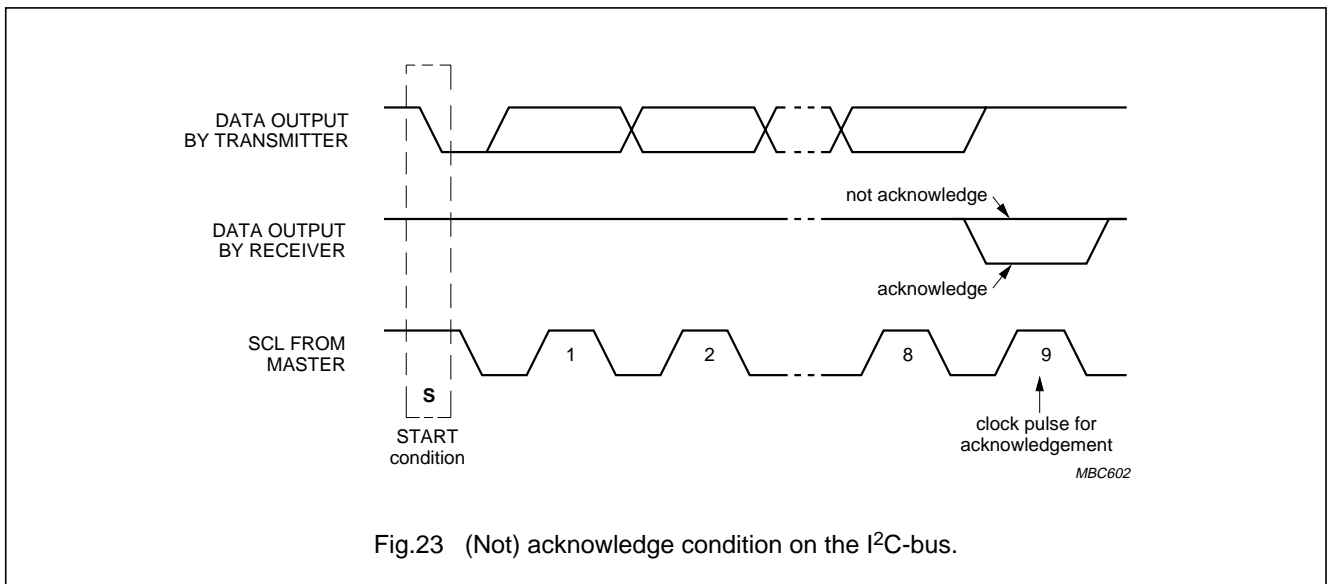 DATA OUTPUT
BY TRANSMITTER
not acknowledge
DATA OUTPUT
BY RECEIVER
acknowledge
SCL FROM
MASTER
1
2
8
9
S
START
condition
clock pulse for
acknowledgement
MBC602
Fig.23 (Not) acknowledge condition on the I²C-bus.